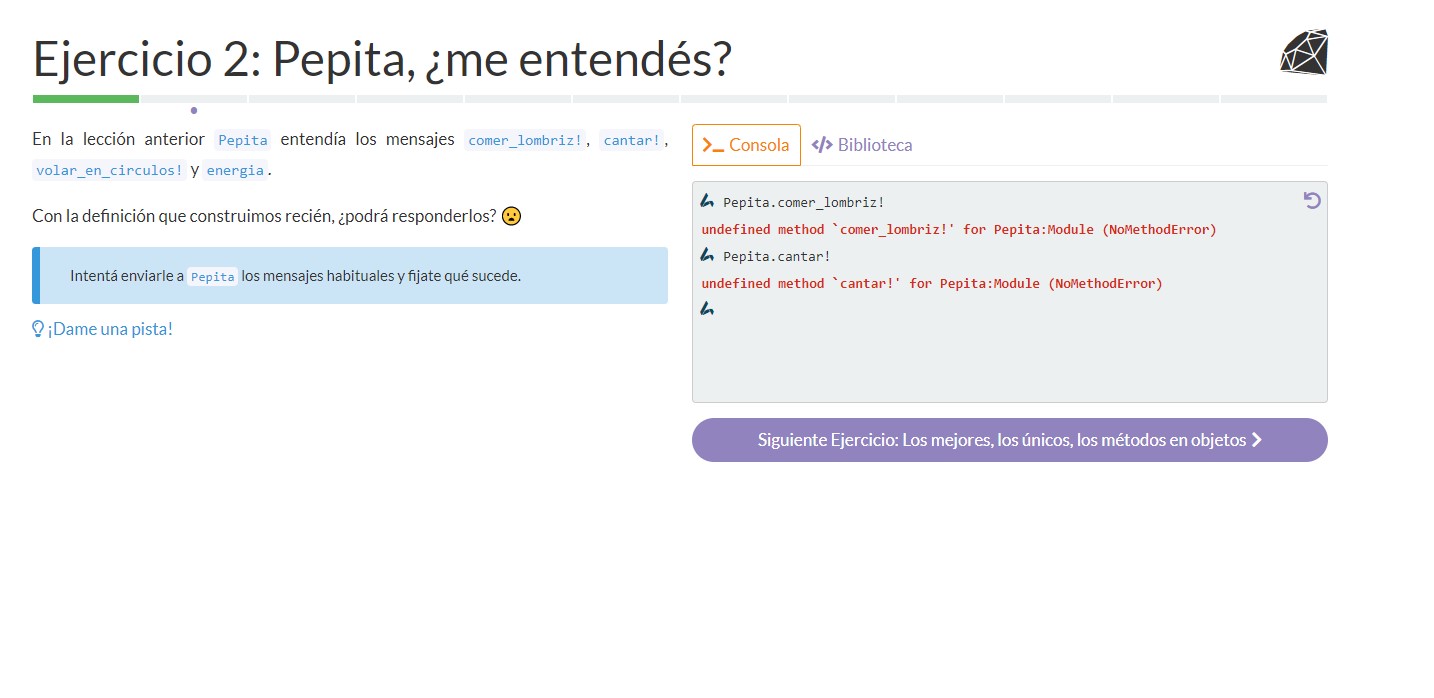 Ejercicio 2: Pepita, ¿me entendés?
En la lección anterior Pepita entendía los mensajes comer_lombriz!, cantar!,
volar_en_circulos! y energia.
Con la definición que construimos recién, ¿podrá responderlos? 😦
Intentá enviarle a Pepita los mensajes habituales y fijate qué sucede.
¡Dame una pista!
Consola
Biblioteca
Pepita.comer_lombriz!
undefined method `comer_lombriz!' for Pepita:Module (NoMethodError)
Pepita.cantar!
undefined method `cantar!' for Pepita:Module (NoMethodError)
Siguiente Ejercicio: Los mejores, los únicos, los métodos en objetos